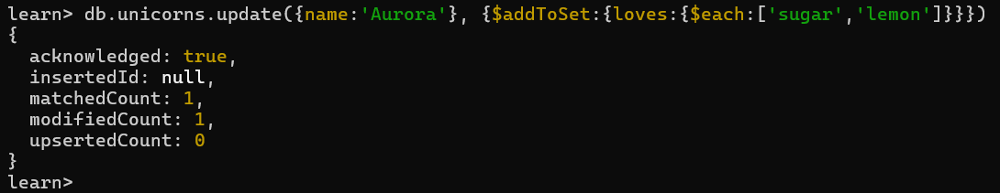 learn> db.unicorns.update({name:'Aurora'}, {$addToSet:{loves:{$each:['sugar','lemon']}}})
{
  acknowledged: true,
  insertedId: null,
  matchedCount: 1,
  modifiedCount: 1,
  upsertedCount: 0
}
learn>